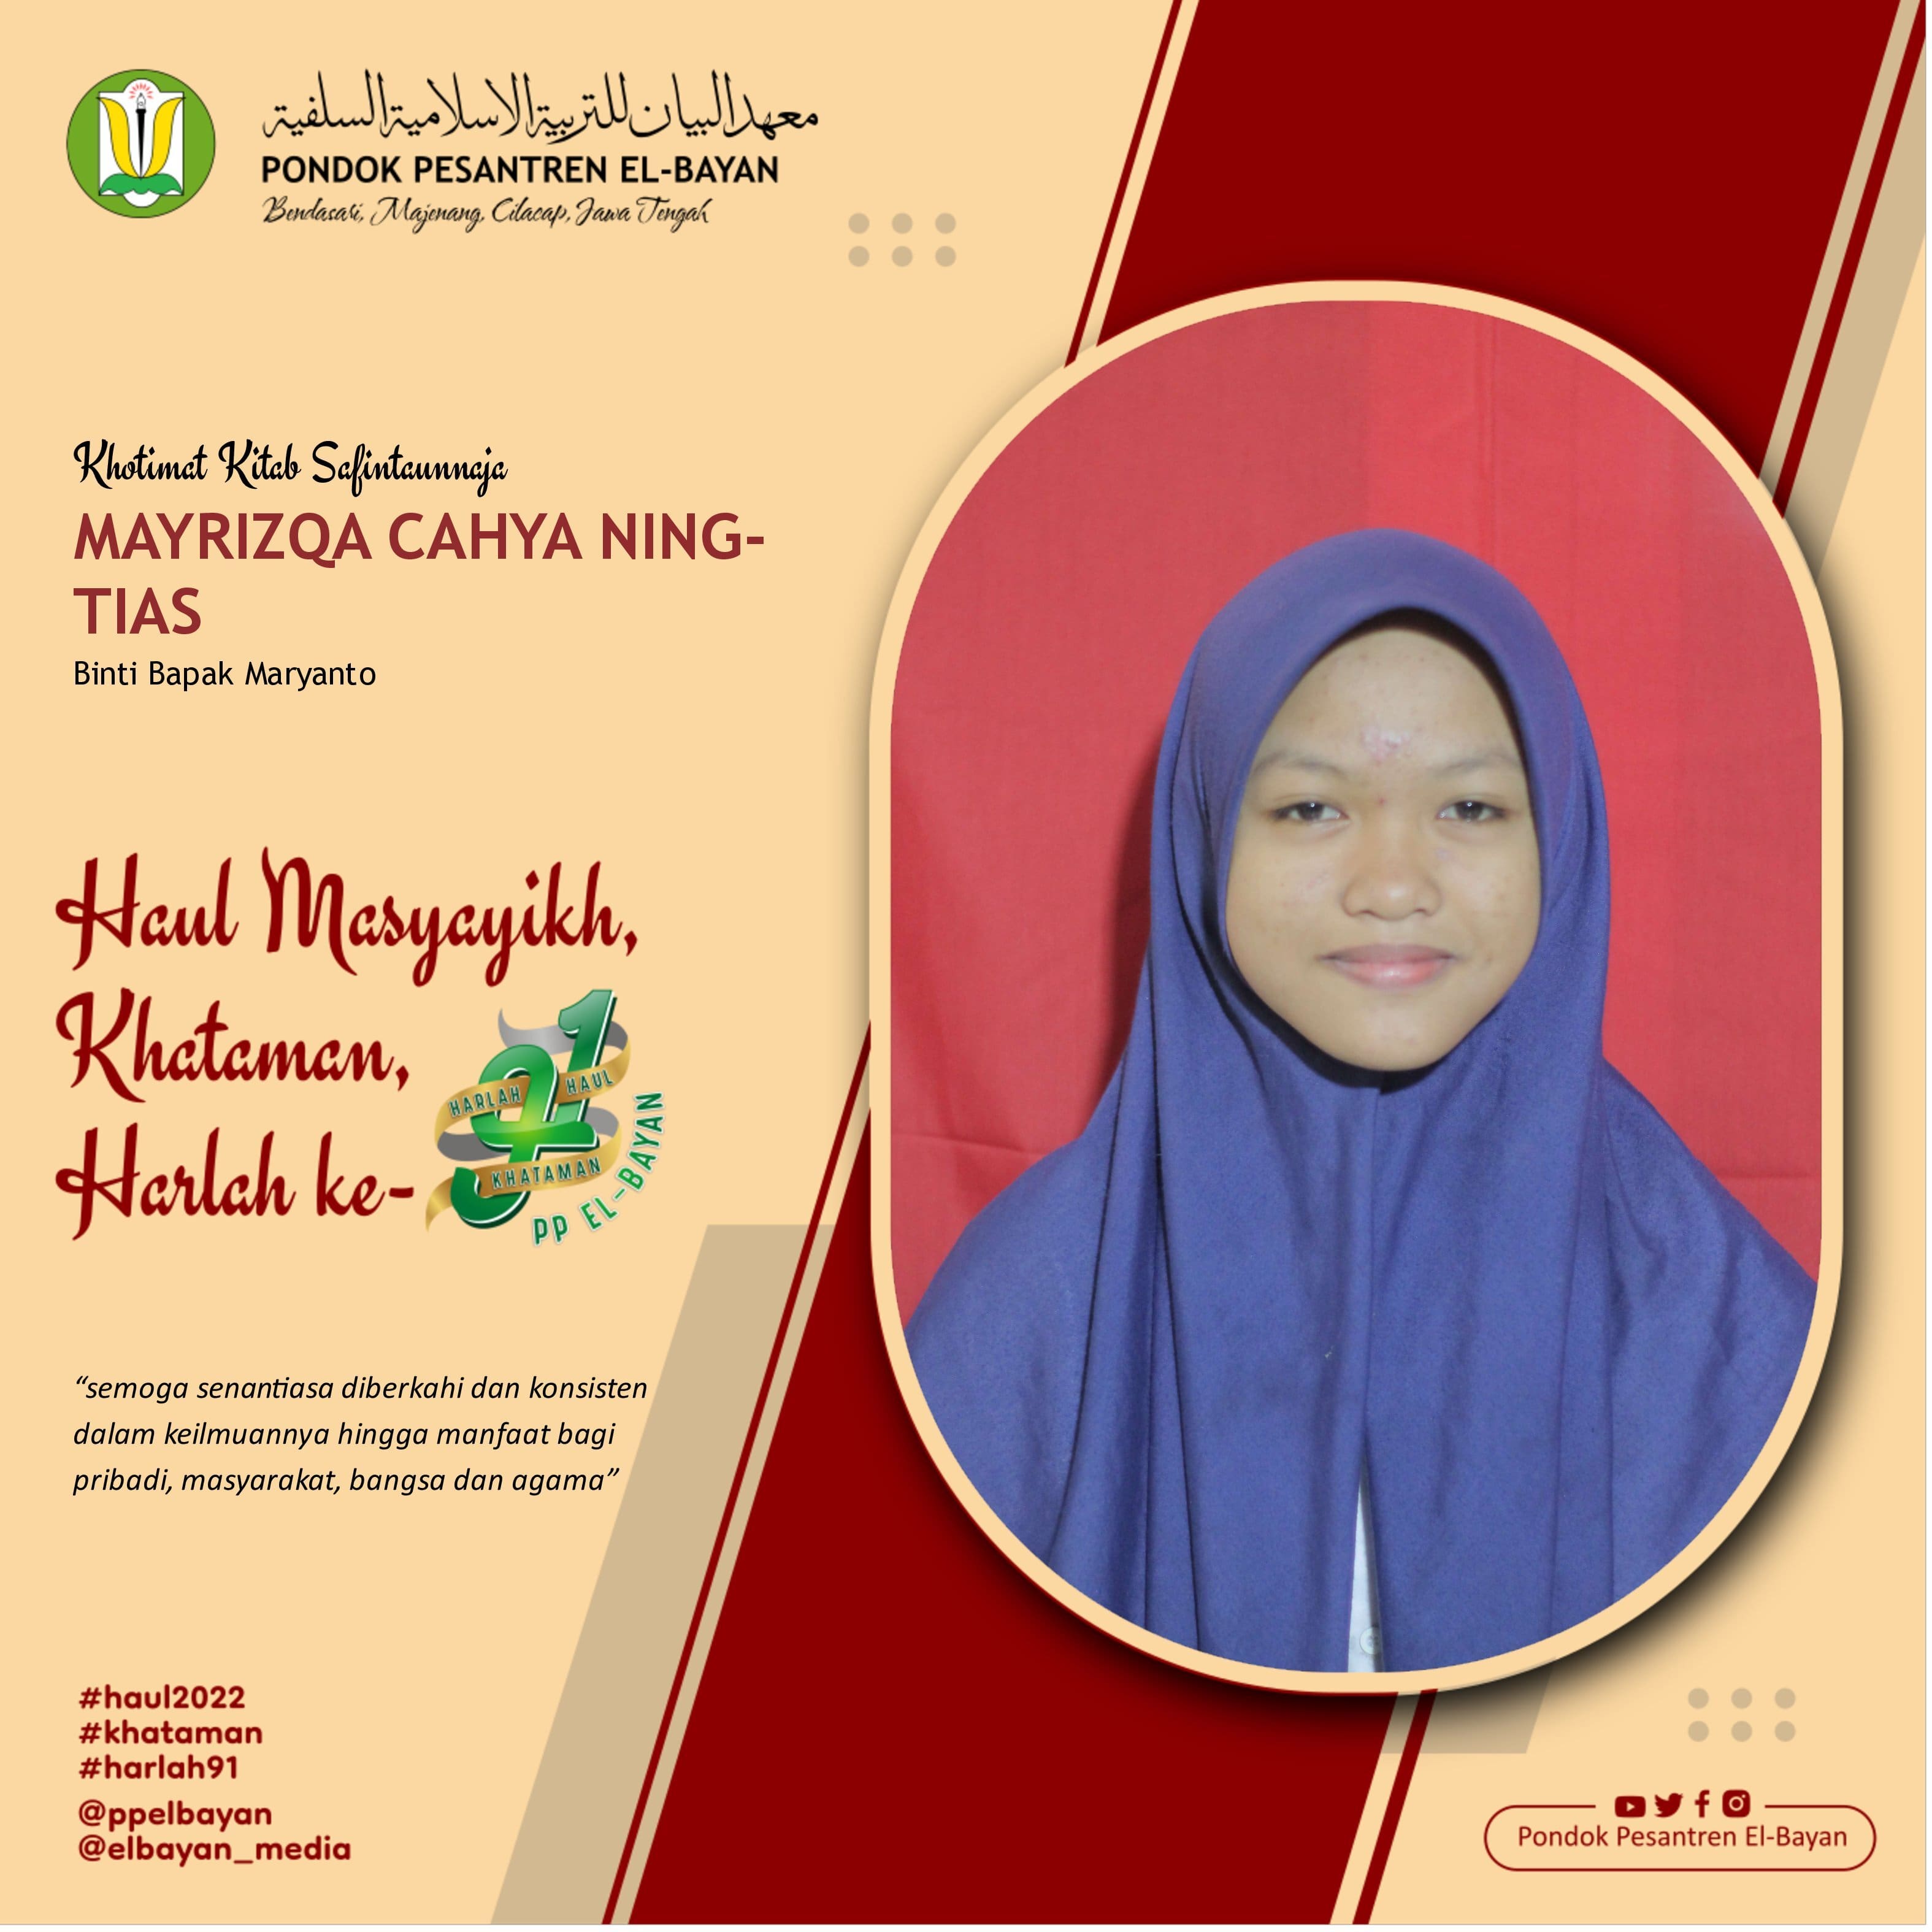 معهد البيان للتربية الاسلامية السلفية
PONDOK PESANTREN EL-BAYAN
Bendasari, Majenang, Cilacap, Jawa Tengah
Khotimat Kitab Safintaunnaja
MAYRIZQA CAHYA NING-
TIAS
Binti Bapak Maryanto
Haul Masyayikh,
Khataman,
Harlah ke-
91
HARLAH HAUL
KHATAMAN
PP EL-BAYAN
“semoga senantiasa diberkahi dan konsisten
dalam keilmuannya hingga manfaat bagi
pribadi, masyarakat, bangsa dan agama”
#haul2022
#khataman
#harlah91
@ppelbayan
@elbayan_media
Pondok Pesantren El-Bayan